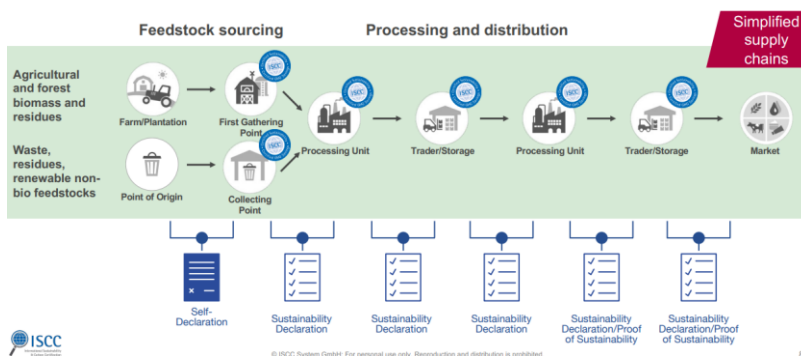 Feedstock sourcing
Processing and distribution
Simplified
supply
chains
Agricultural
and forest
biomass and
residues
Farm/Plantation
First Gathering
Point
Processing Unit
Trader/Storage
Processing Unit
Trader/Storage
Market
Waste,
residues,
renewable non-
bio feedstocks
Point of Origin
Collecting
Point
Self-
Declaration
Sustainability
Declaration
Sustainability
Declaration
Sustainability
Declaration
Sustainability
Declaration/Proof
of Sustainability
Sustainability
Declaration/Proof
of Sustainability
ISCC
© ISCC System GmbH: For personal use only. Reproduction and distribution is prohibited